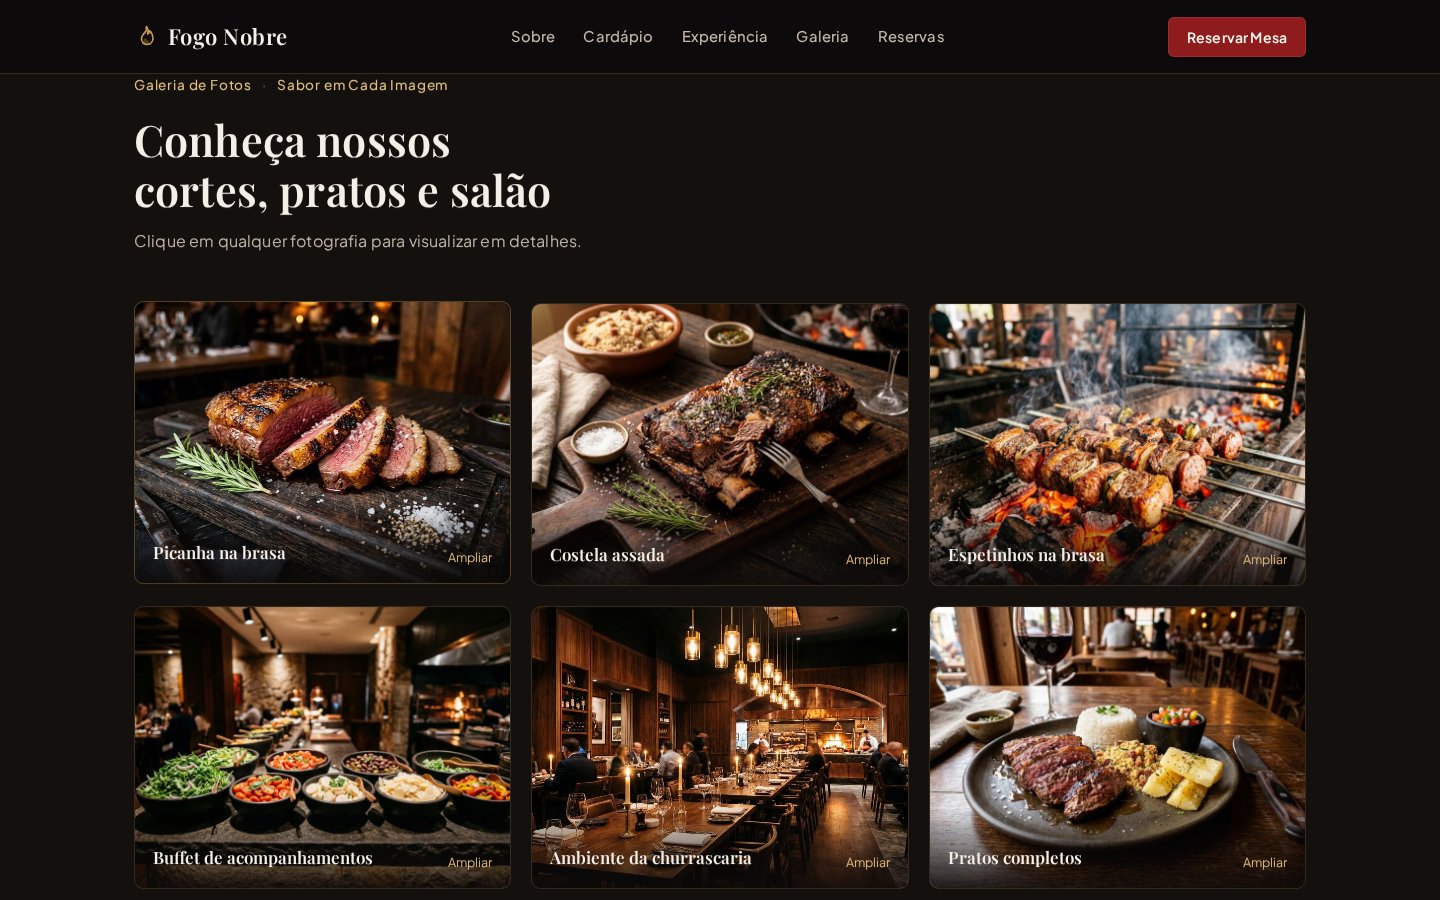 Fogo Nobre
Sobre
Cardápio
Experiência
Galeria
Reservas
Reservar Mesa
Galeria de Fotos · Sabor em Cada Imagem
Conheça nossos
cortes, pratos e salão
Clique em qualquer fotografia para visualizar em detalhes.
Picanha na brasa
Ampliar
Costela assada
Ampliar
Espetinhos na brasa
Ampliar
Buffet de acompanhamentos
Ampliar
Ambiente da churrascaria
Ampliar
Pratos completos
Ampliar